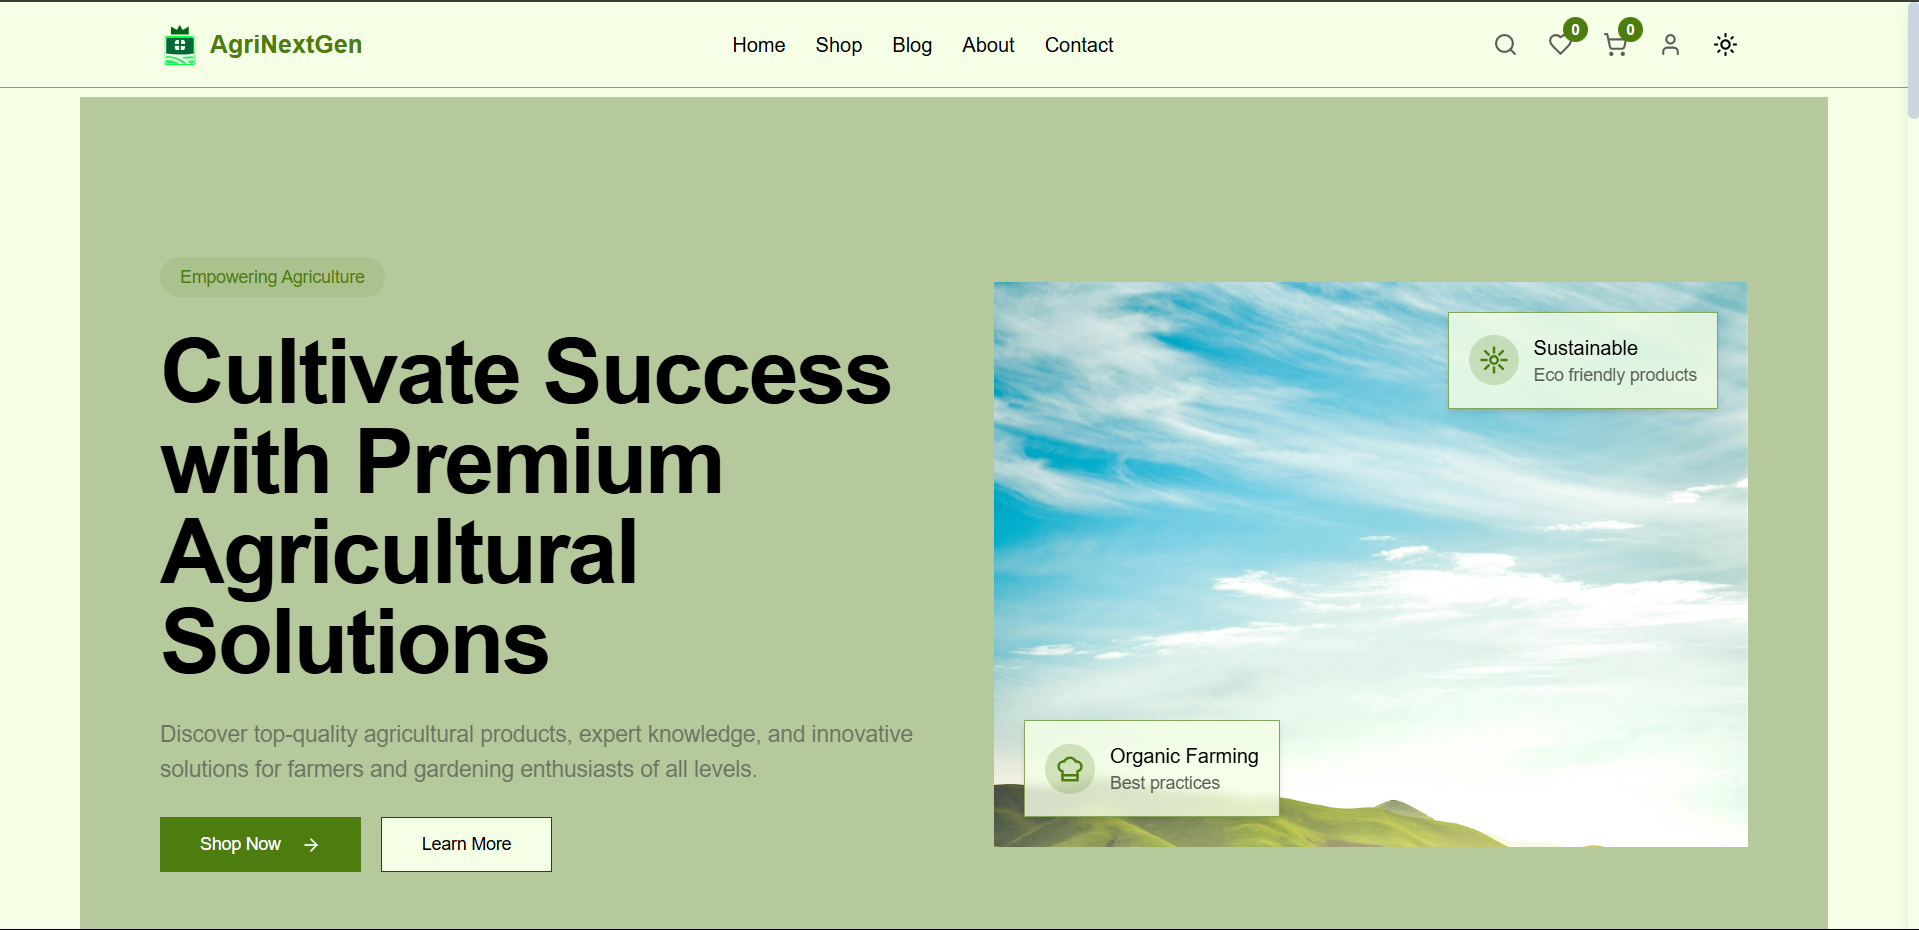 AgriNextGen
Home Shop Blog About Contact
0 0
Empowering Agriculture
Cultivate Success
with Premium
Agricultural
Solutions
Discover top-quality agricultural products, expert knowledge, and innovative
solutions for farmers and gardening enthusiasts of all levels.
Shop Now
Learn More
Sustainable
Eco friendly products
Organic Farming
Best practices